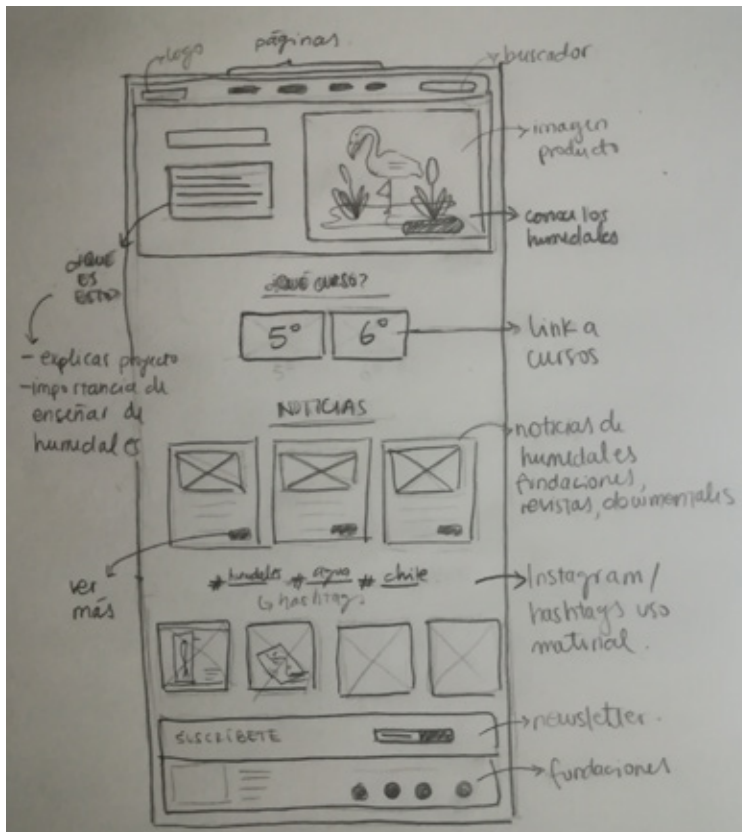 páginas
logo
buscador
imagen
producto
conoce los
humedales
¿QUÉ
ES
ESTO?
- explicar proyecto
- importancia de
enseñar de
humedales
¿QUÉ CURSO?
5°
6°
Link a
cursos
NOTICIAS
noticias de
humedales
fundaciones,
revistas, documentales
ver
más
#humedales #agua #chile
hashtags
Instagram/
hashtags uso
material.
SUSCRÍBETE
newsletter.
fundaciones